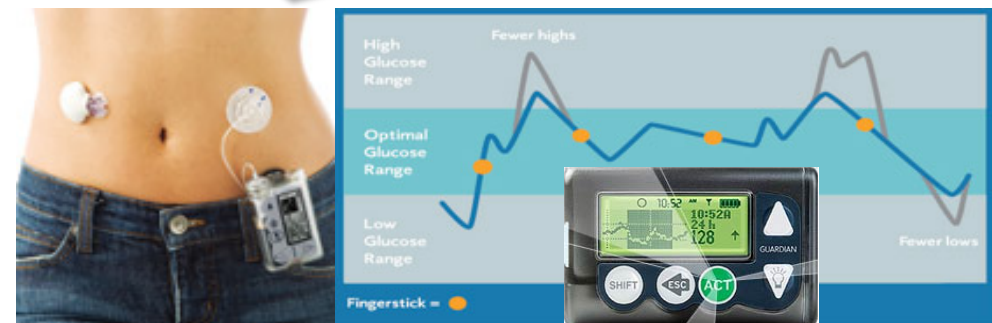 High
Glucose
Range
Fewer highs
Optimal
Glucose
Range
Low
Glucose
Range
Fewer lows
Fingerstick =
10:52 AM
10:52A
24h
128
GUARDIAN
SHIFT
ESC
ACT